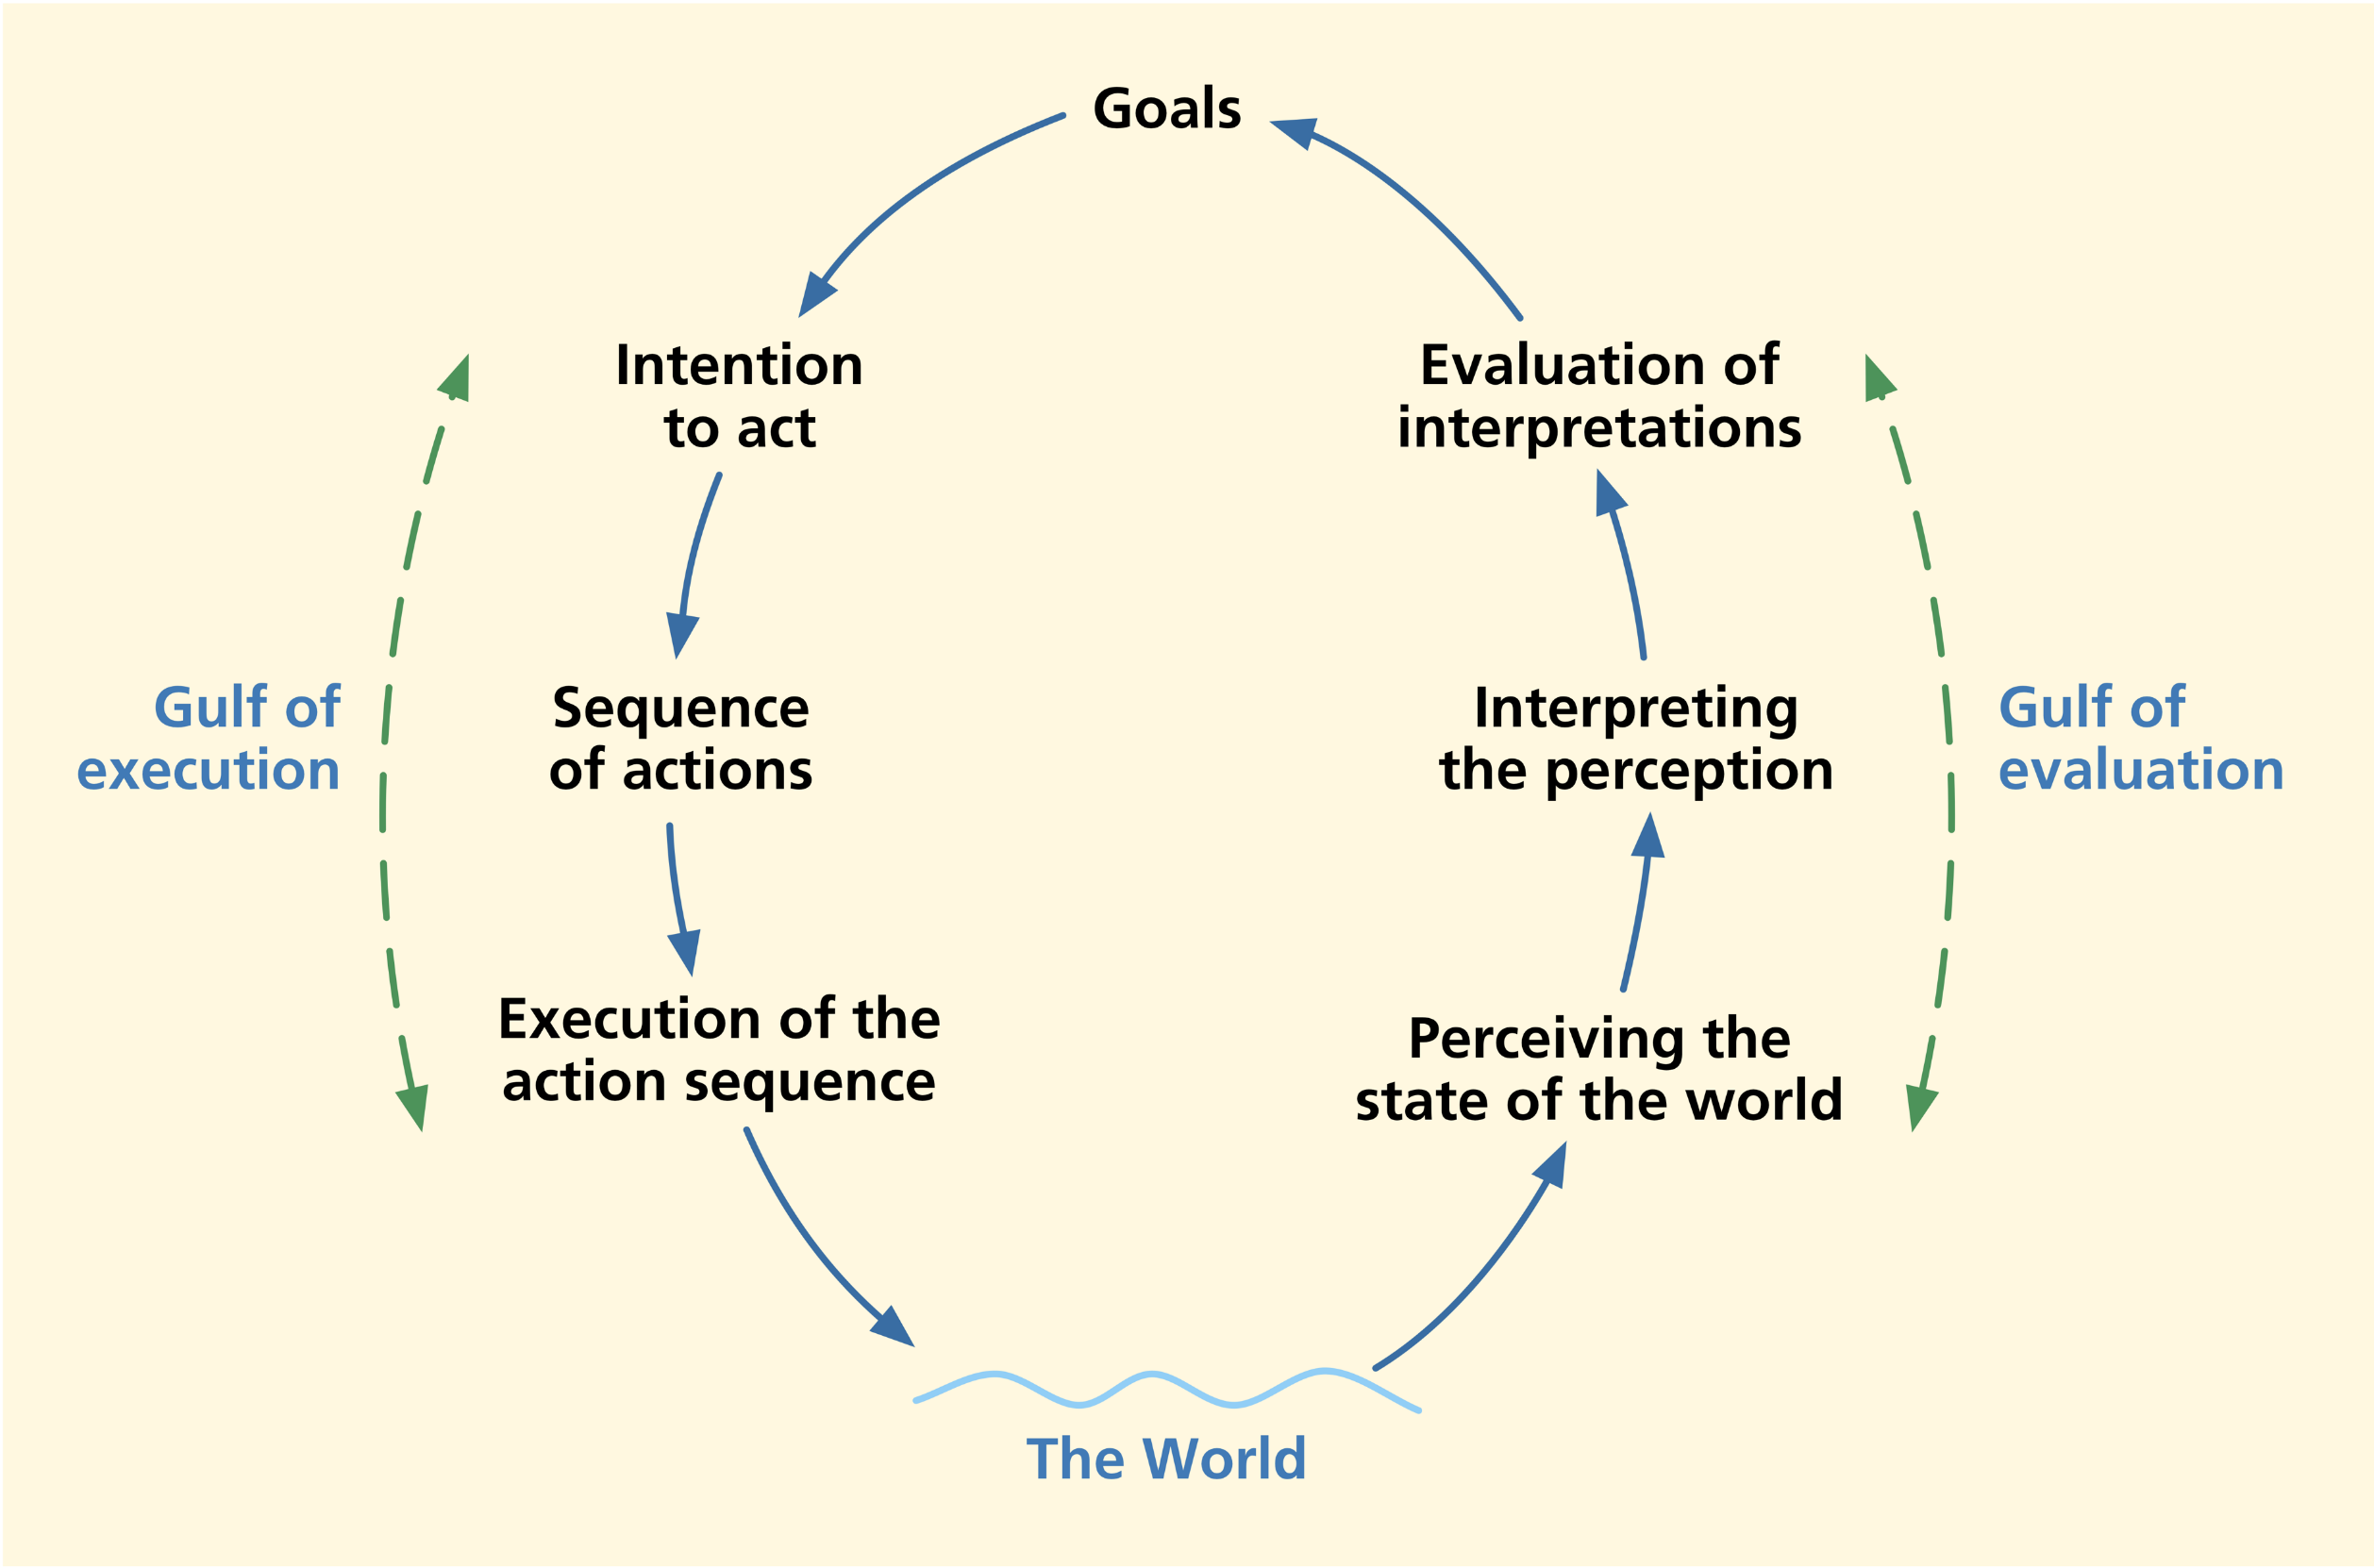 Goals
Intention
to act
Evaluation of
interpretations
Gulf of
execution
Sequence
of actions
Interpreting
the perception
Gulf of
evaluation
Execution of the
action sequence
Perceiving the
state of the world
The World